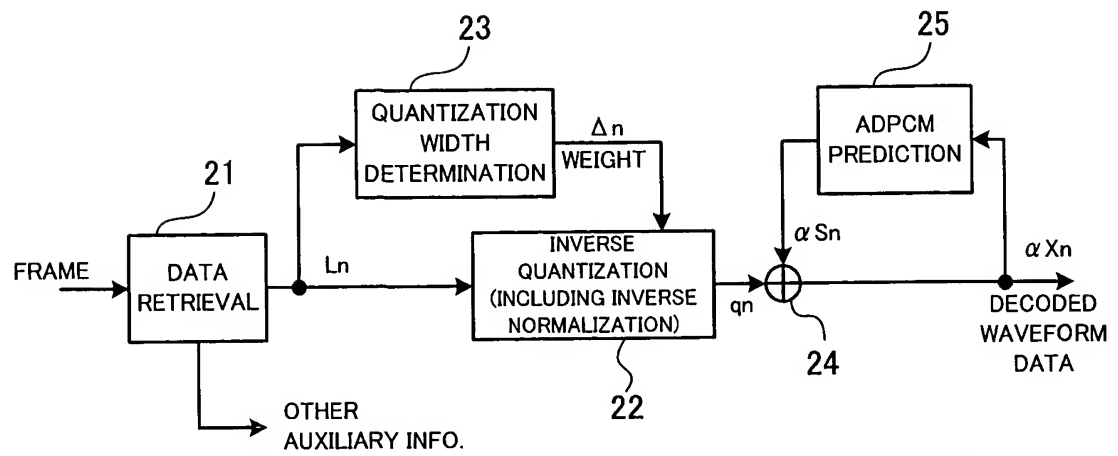 23
25
QUANTIZATION
WIDTH
DETERMINATION
Δn
WEIGHT
ADPCM
PREDICTION
21
FRAME
DATA
RETRIEVAL
Ln
INVERSE
QUANTIZATION
(INCLUDING INVERSE
NORMALIZATION)
αSn
qn
αXn
DECODED
WAVEFORM
DATA
24
22
OTHER
AUXILIARY INFO.